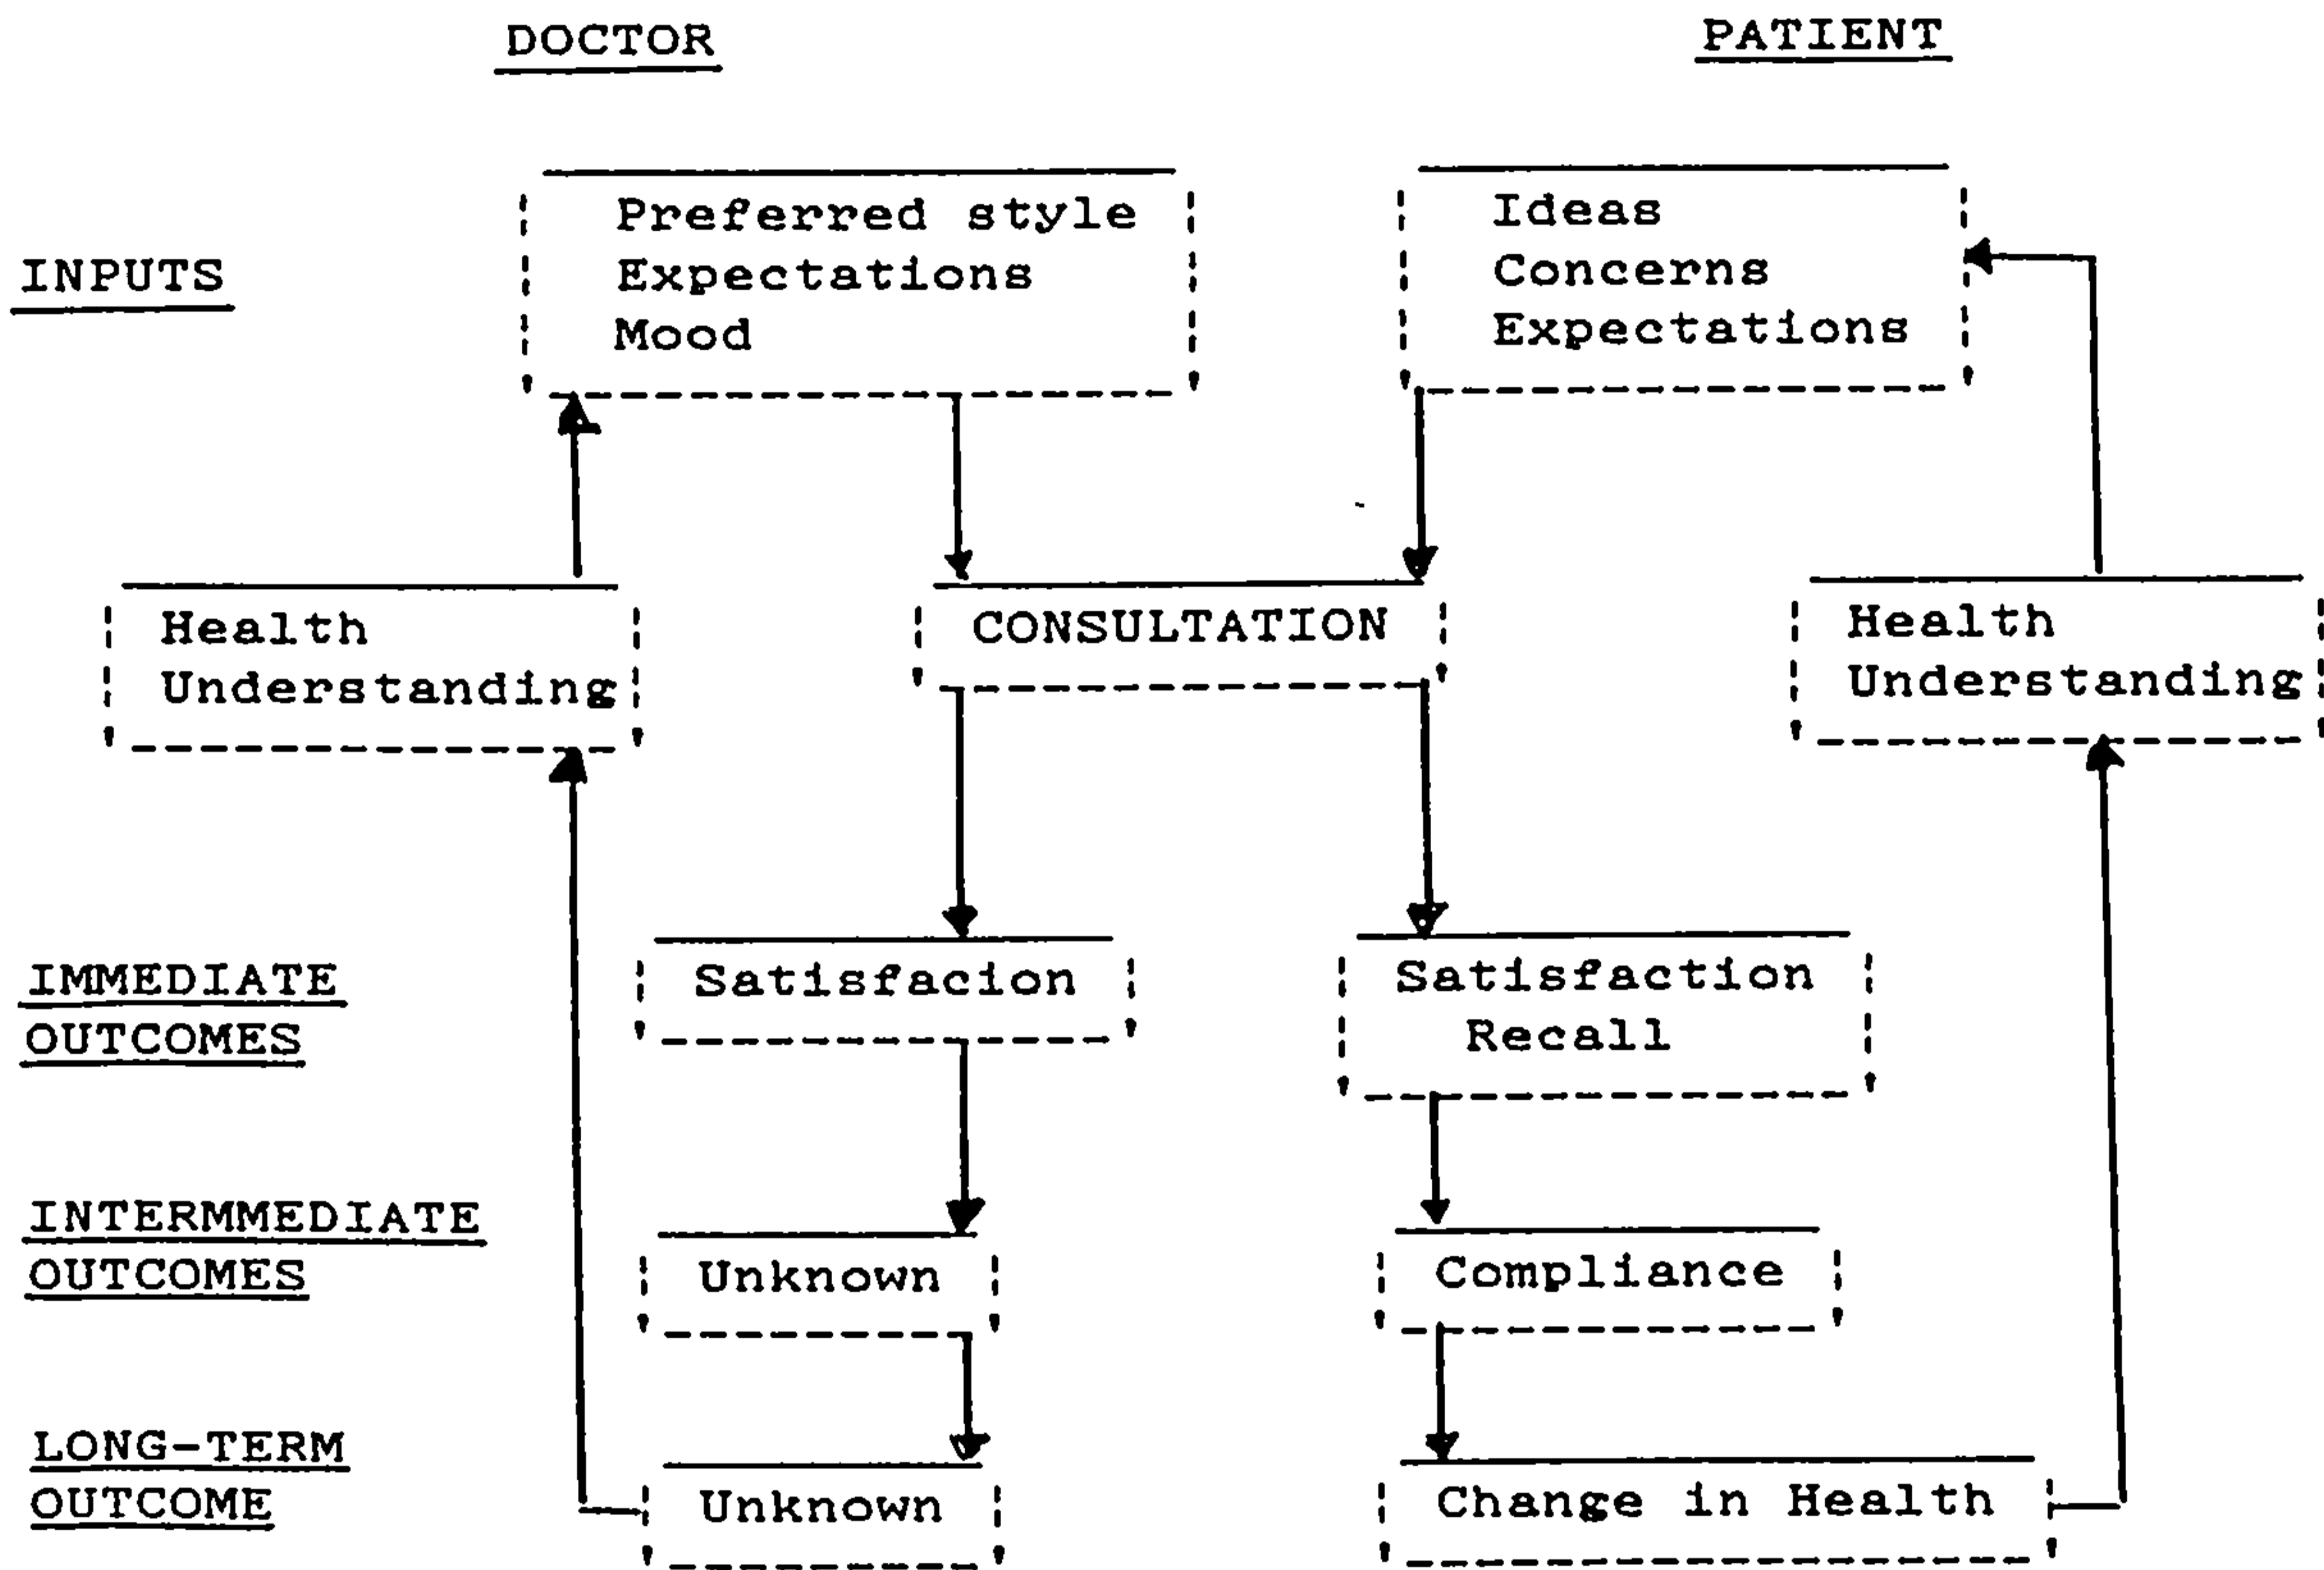 DOCTOR
PATIENT
INPUTS
Preferred style
Expectations
Mood
Ideas
Concerns
Expectations
Health
Understanding
CONSULTATION
Health
Understanding
IMMEDIATE
OUTCOMES
Satisfacion
Satisfaction
Recall
INTERMMEDIATE
OUTCOMES
Unknown
Compliance
LONG-TERM
OUTCOME
Unknown
Change in Health